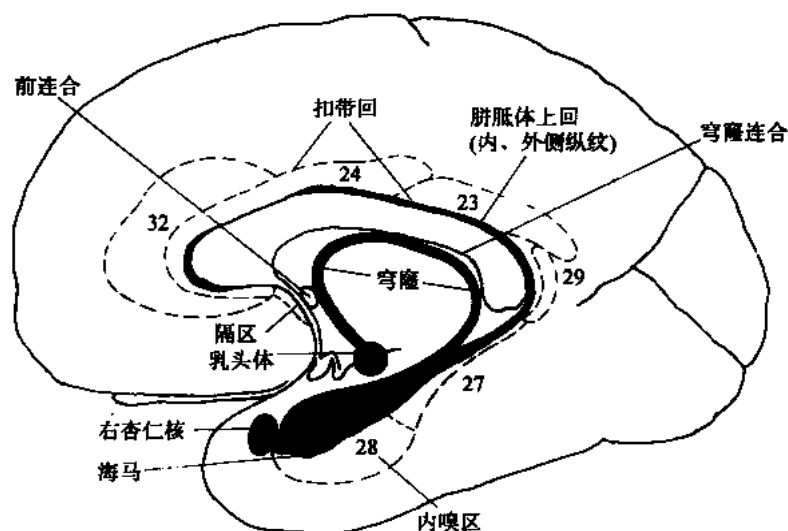 前连合
扣带回
胼胝体上回
(内、外侧纵纹)
穹窿连合
24
23
32
29
穹窿
隔区
乳头体
27
右杏仁核
28
海马
内嗅区